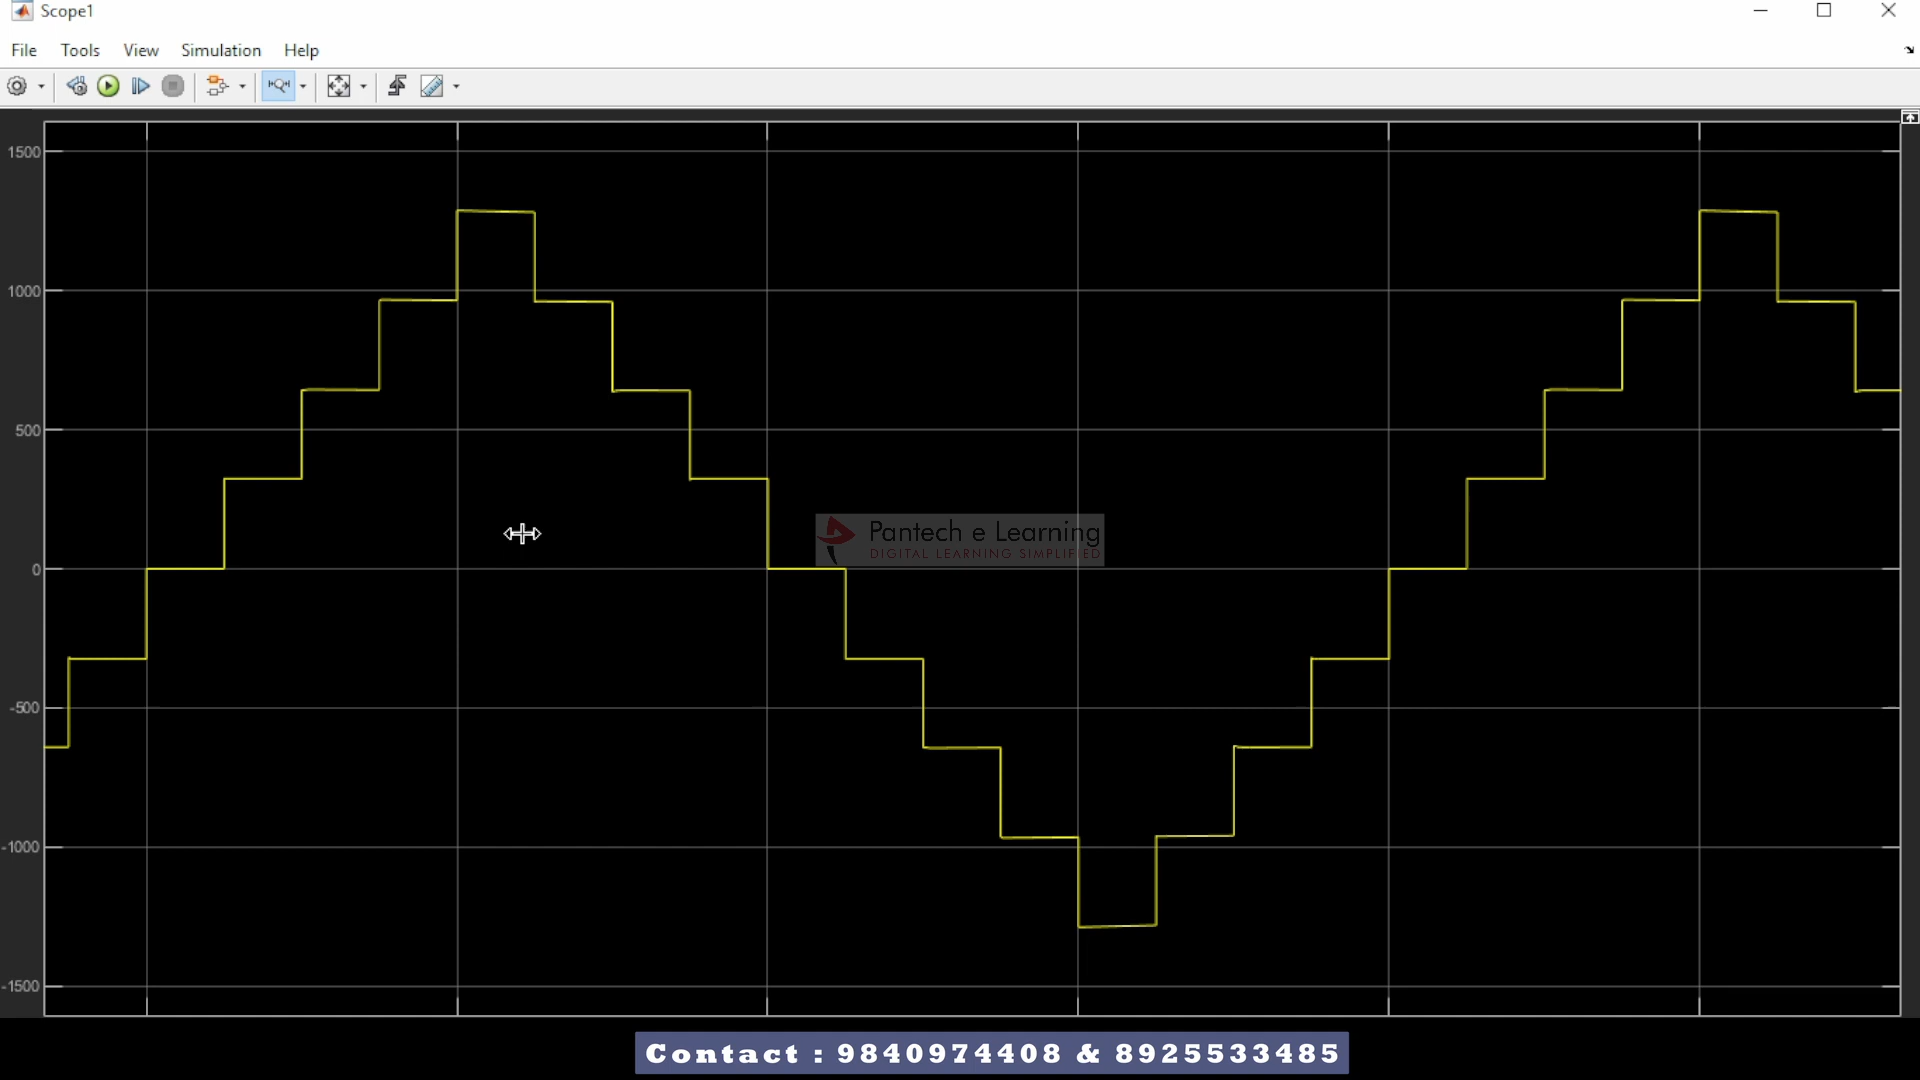 Scope1
File Tools View Simulation Help
1500
1000
500
0
-500
-1000
-1500
Pantech e Learning
DIGITAL LEARNING SIMPLIFIED
Contact : 9840974408 & 8925533485